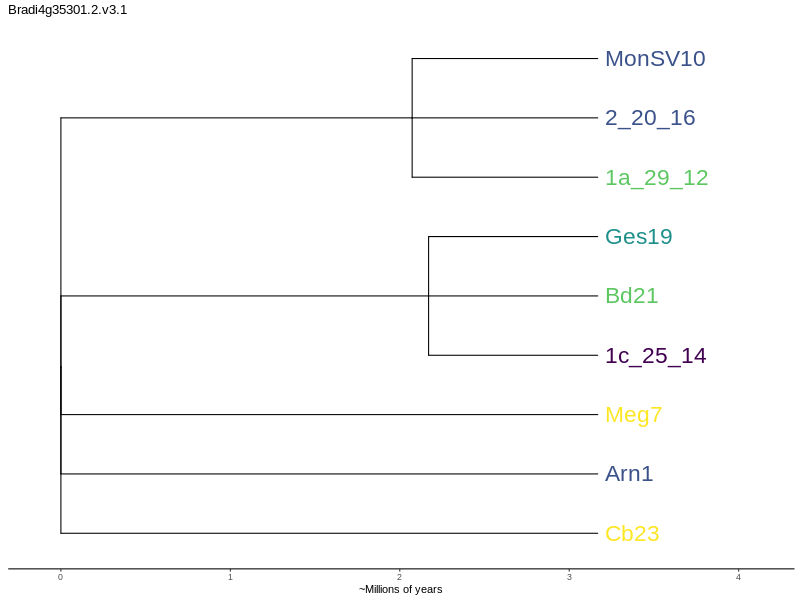 Bradi4g35301.2.v3.1
MonSV10
2_20_16
1a_29_12
Ges19
Bd21
1c_25_14
Meg7
Arn1
Cb23
0 1 2 3 4
~Millions of years